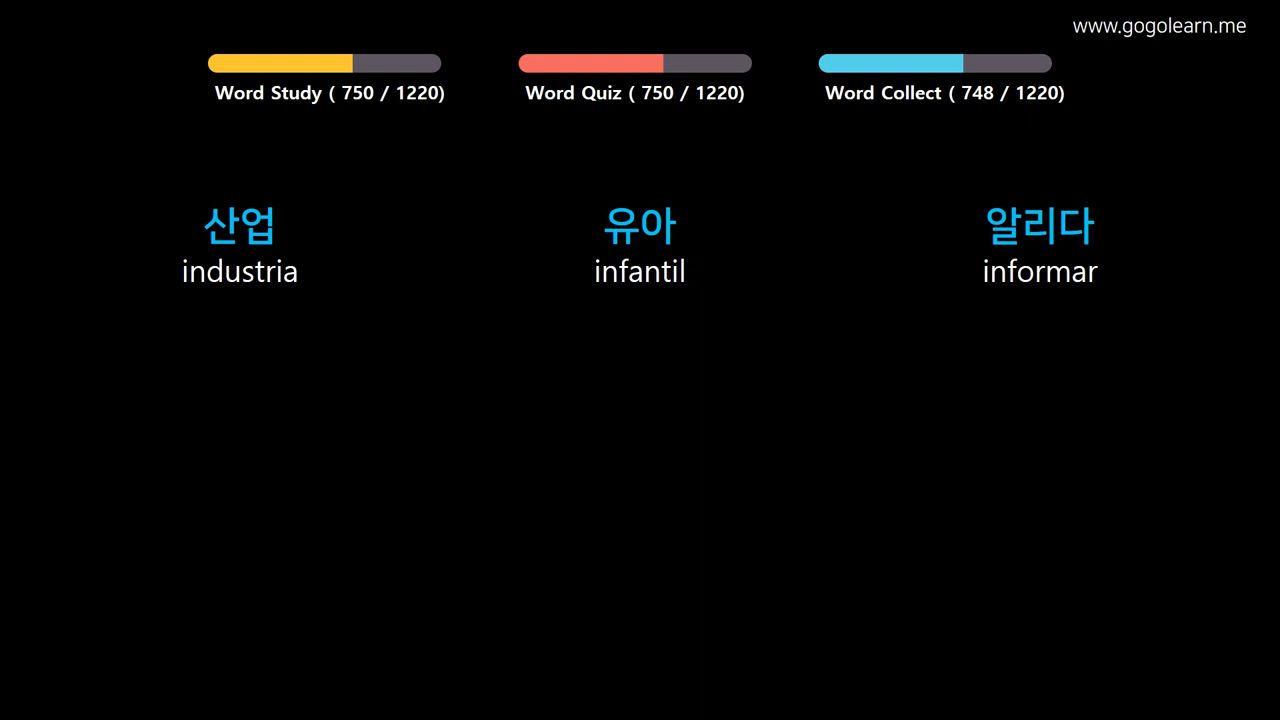 www.gogolearn.me
Word Study ( 750 / 1220)
Word Quiz ( 750 / 1220)
Word Collect ( 748 / 1220)
산업
industria
유아
infantil
알리다
informar